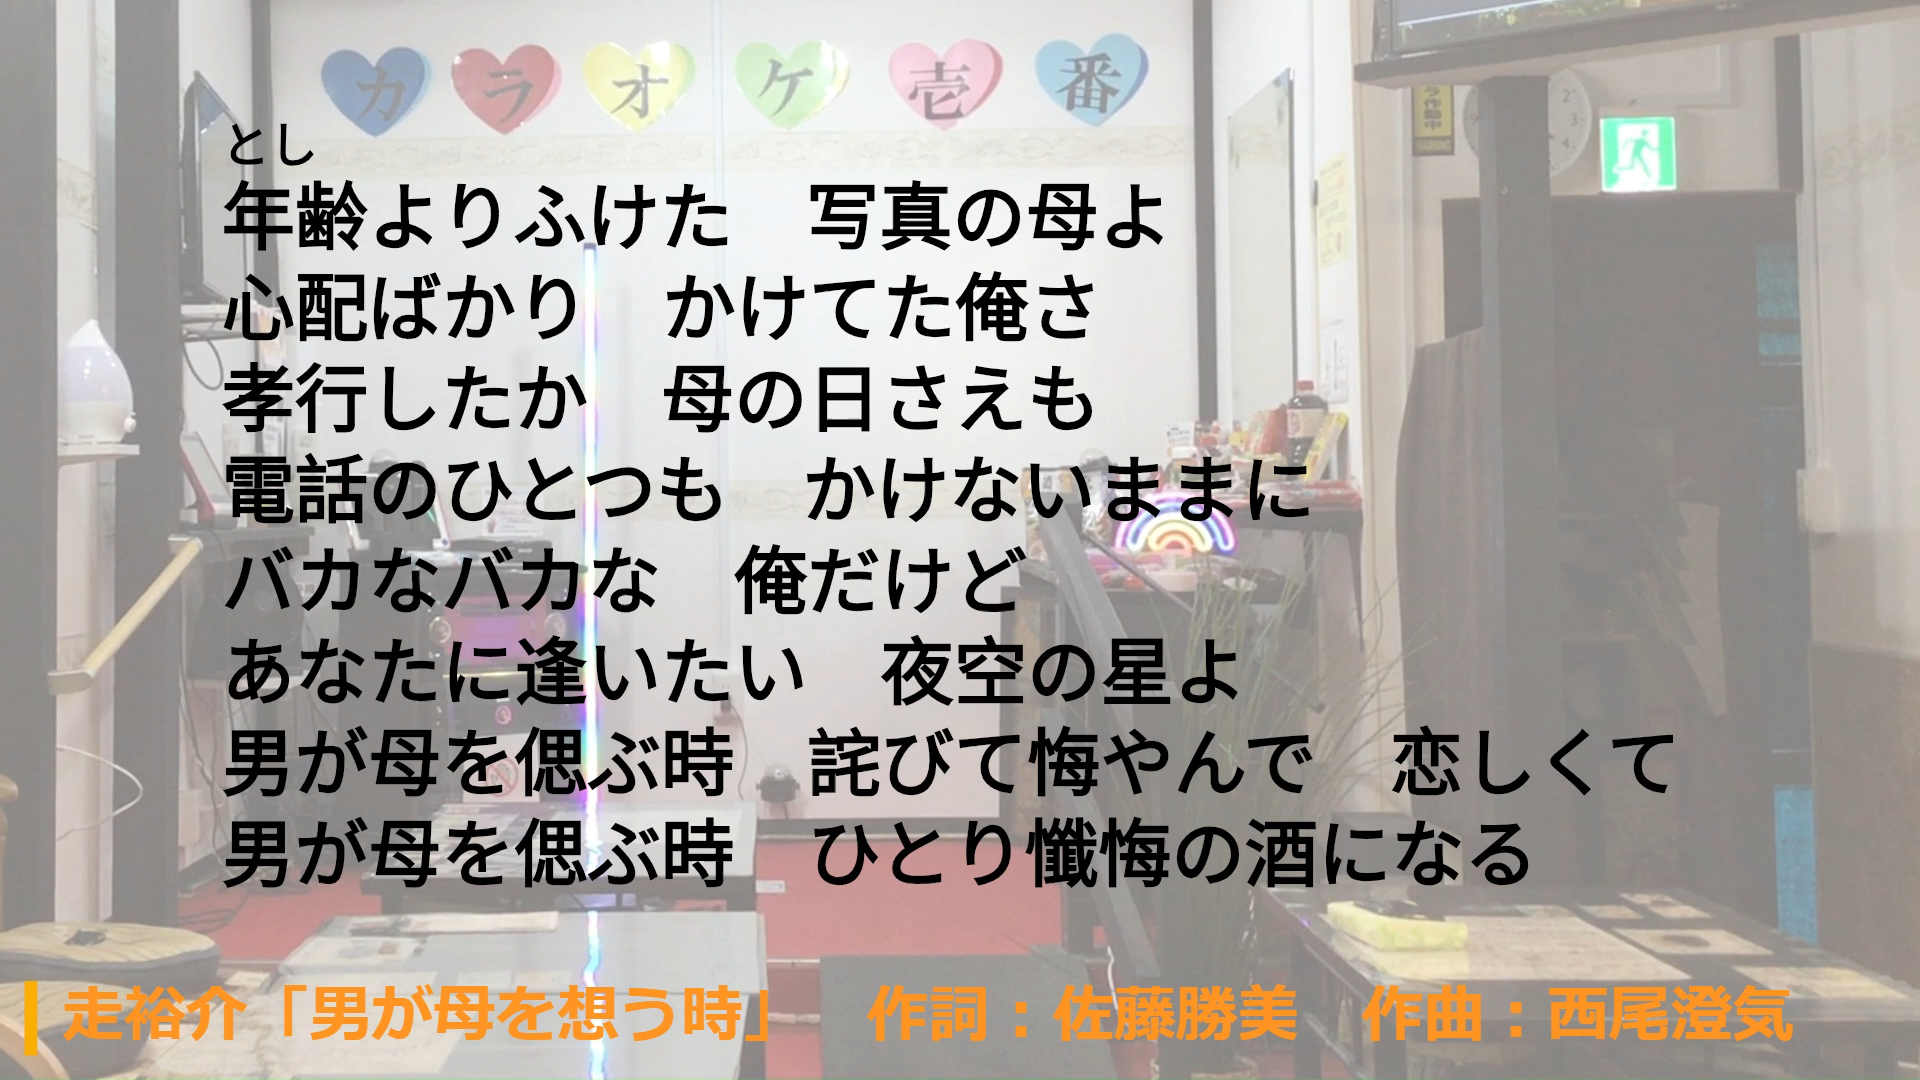 カラオケ壱番
とし
年齢よりふけた　写真の母よ
心配ばかり　かけてた俺さ
孝行したか　母の日さえも
電話のひとつも　かけないままに
バカなバカな　俺だけど
あなたに逢いたい　夜空の星よ
男が母を偲ぶ時　詫びて悔やんで　恋しくて
男が母を偲ぶ時　ひとり懺悔の酒になる
走裕介「男が母を想う時」　作詞：佐藤勝美　作曲：西尾澄気